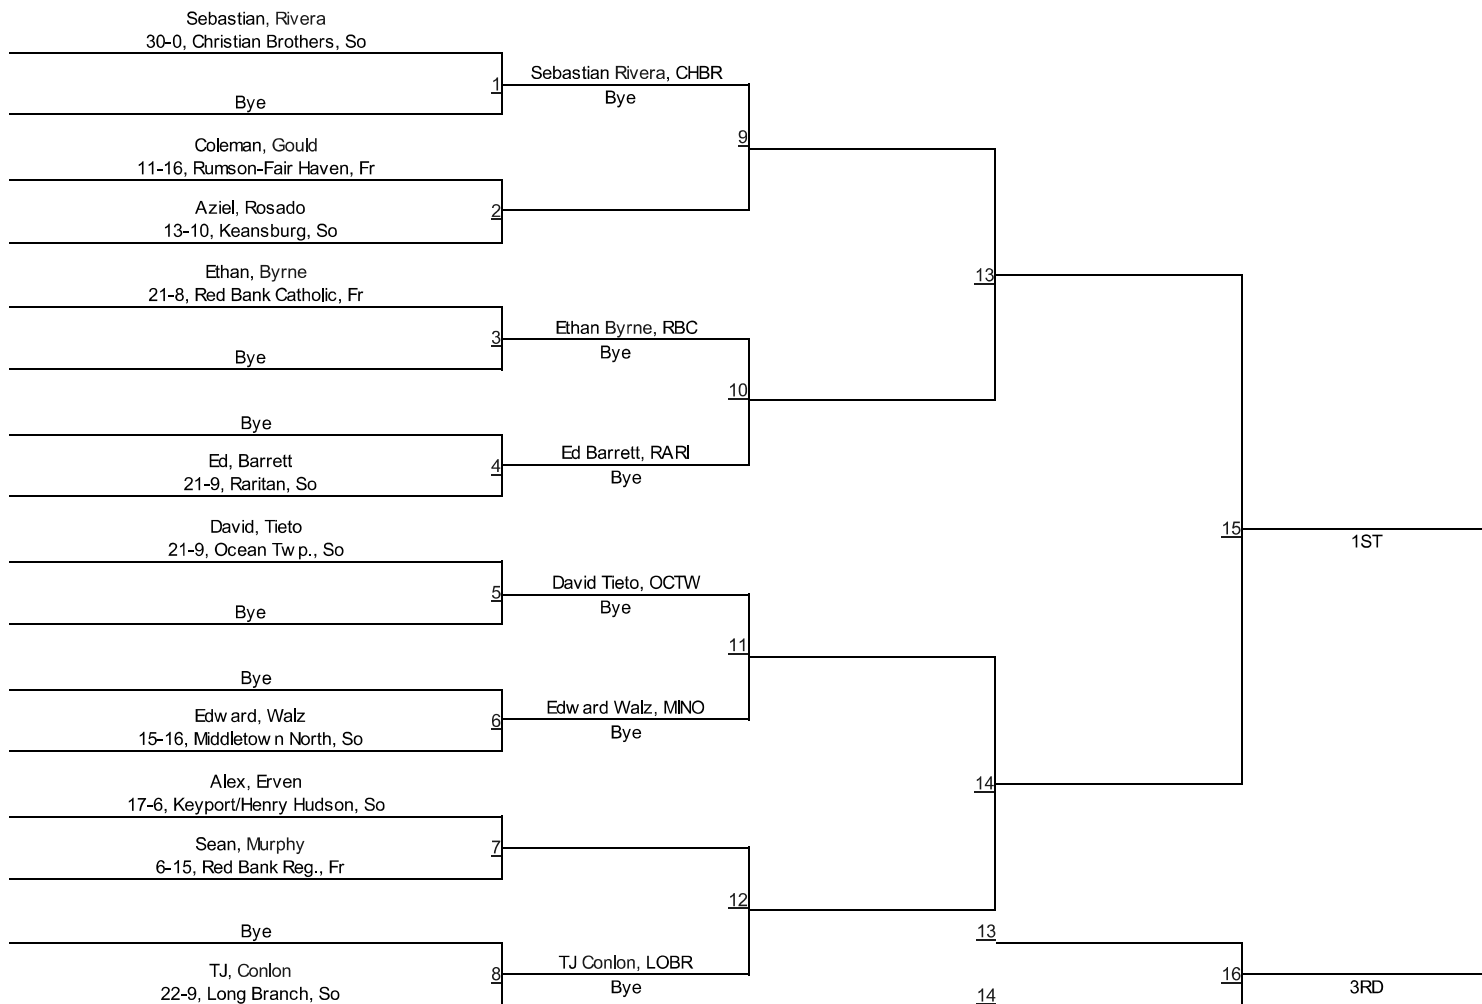 Sebastian, Rivera
30-0, Christian Brothers, So
1
Sebastian Rivera, CHBR
Bye
Bye
9
Coleman, Gould
11-16, Rumson-Fair Haven, Fr
Aziel, Rosado
13-10, Keansburg, So
2
Ethan, Byrne
21-8, Red Bank Catholic, Fr
13
3
Ethan Byrne, RBC
Bye
Bye
10
Bye
Ed, Barrett
21-9, Raritan, So
4
Ed Barrett, RARI
Bye
David, Tieto
21-9, Ocean Twp., So
15
1ST
5
David Tieto, OCTW
Bye
Bye
11
Bye
Edward, Walz
15-16, Middletown North, So
6
Edward Walz, MINO
Bye
Alex, Erven
17-6, Keyport/Henry Hudson, So
14
Sean, Murphy
6-15, Red Bank Reg., Fr
7
12
Bye
13
TJ, Conlon
22-9, Long Branch, So
8
TJ Conlon, LOBR
Bye
14
16
3RD